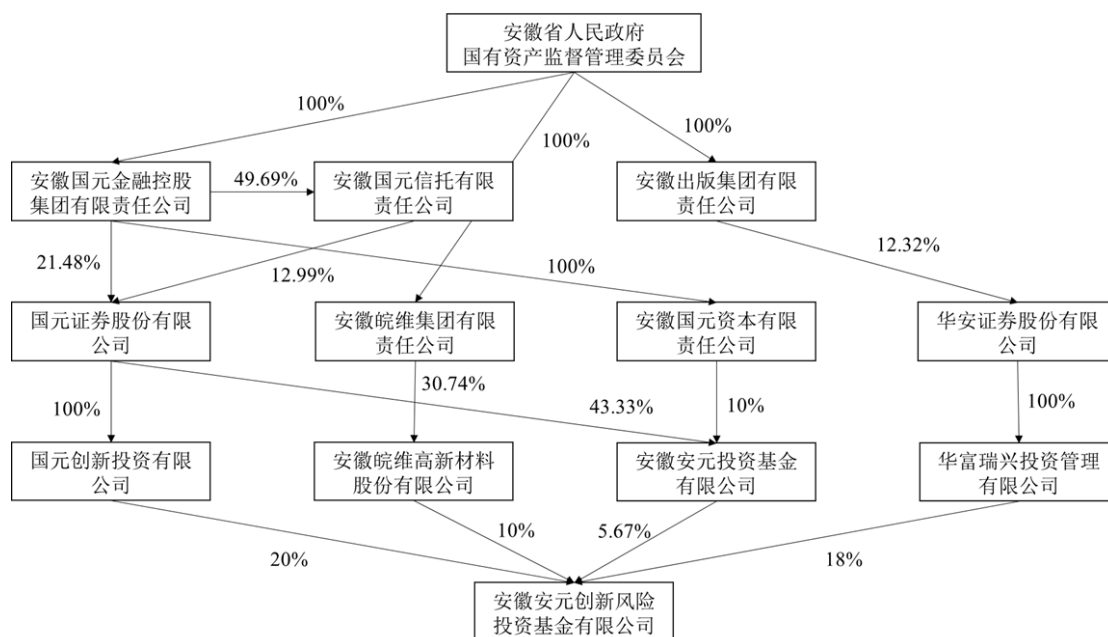 安徽省人民政府
国有资产监督管理委员会
100%
100%
100%
安徽国元金融控股
集团有限责任公司
49.69%
安徽国元信托有限
责任公司
安徽出版集团有限
责任公司
21.48%
12.99%
100%
12.32%
国元证券股份有限
公司
安徽皖维集团有限
责任公司
安徽国元资本有限
责任公司
华安证券股份有限
公司
100%
30.74%
43.33%
10%
100%
国元创新投资有限
公司
安徽皖维高新材料
股份有限公司
安徽安元投资基金
有限公司
华富瑞兴投资管理
有限公司
20%
10%
5.67%
18%
安徽安元创新风险
投资基金有限公司